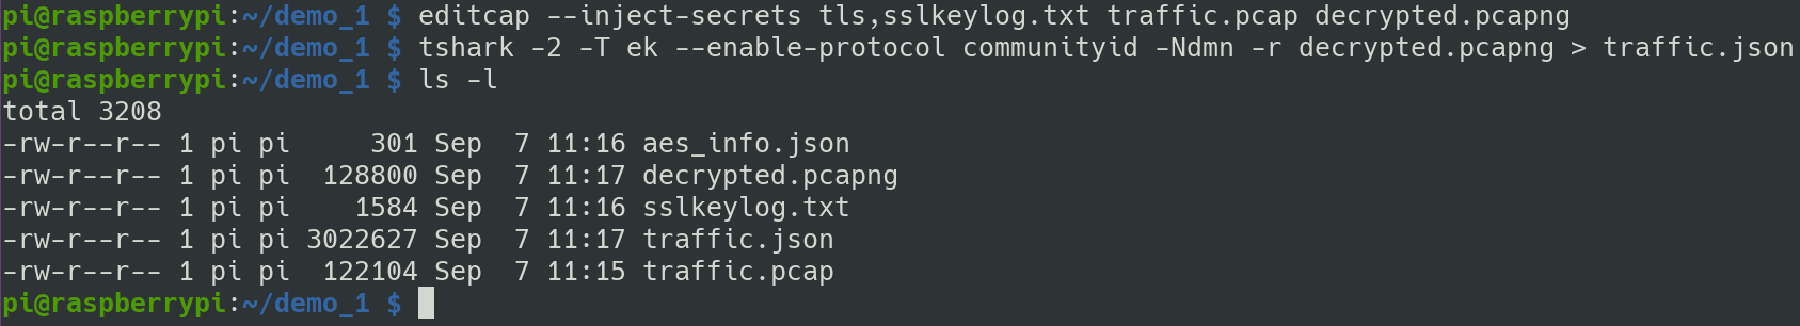 pi@raspberrypi:~/demo_1 $ editcap --inject-secrets tls,sslkeylog.txt traffic.pcap decrypted.pcapng
pi@raspberrypi:~/demo_1 $ tshark -2 -T ek --enable-protocol communityid -Ndmn -r decrypted.pcapng > traffic.json
pi@raspberrypi:~/demo_1 $ ls -l
total 3208
-rw-r--r-- 1 pi pi     301 Sep  7 11:16 aes_info.json
-rw-r--r-- 1 pi pi  128800 Sep  7 11:17 decrypted.pcapng
-rw-r--r-- 1 pi pi    1584 Sep  7 11:16 sslkeylog.txt
-rw-r--r-- 1 pi pi 3022627 Sep  7 11:17 traffic.json
-rw-r--r-- 1 pi pi  122104 Sep  7 11:15 traffic.pcap
pi@raspberrypi:~/demo_1 $